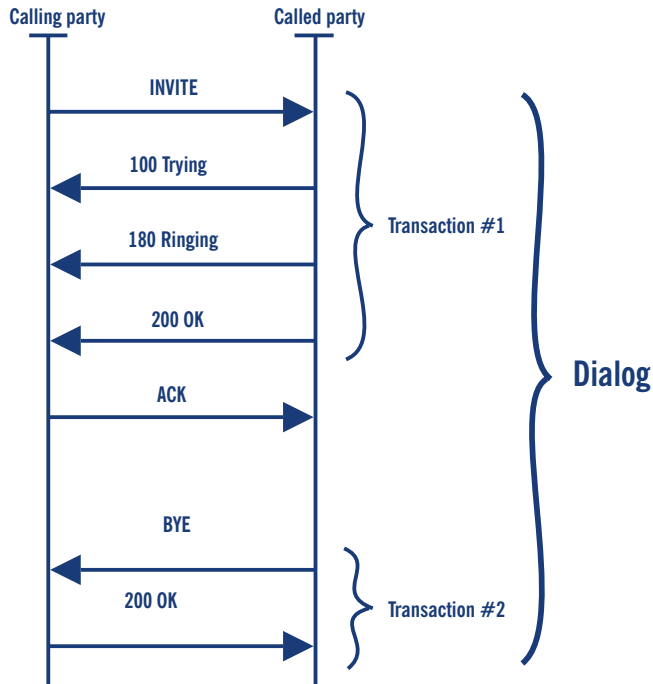 Calling party
Called party
INVITE
100 Trying
180 Ringing
Transaction #1
200 OK
Dialog
ACK
BYE
200 OK
Transaction #2